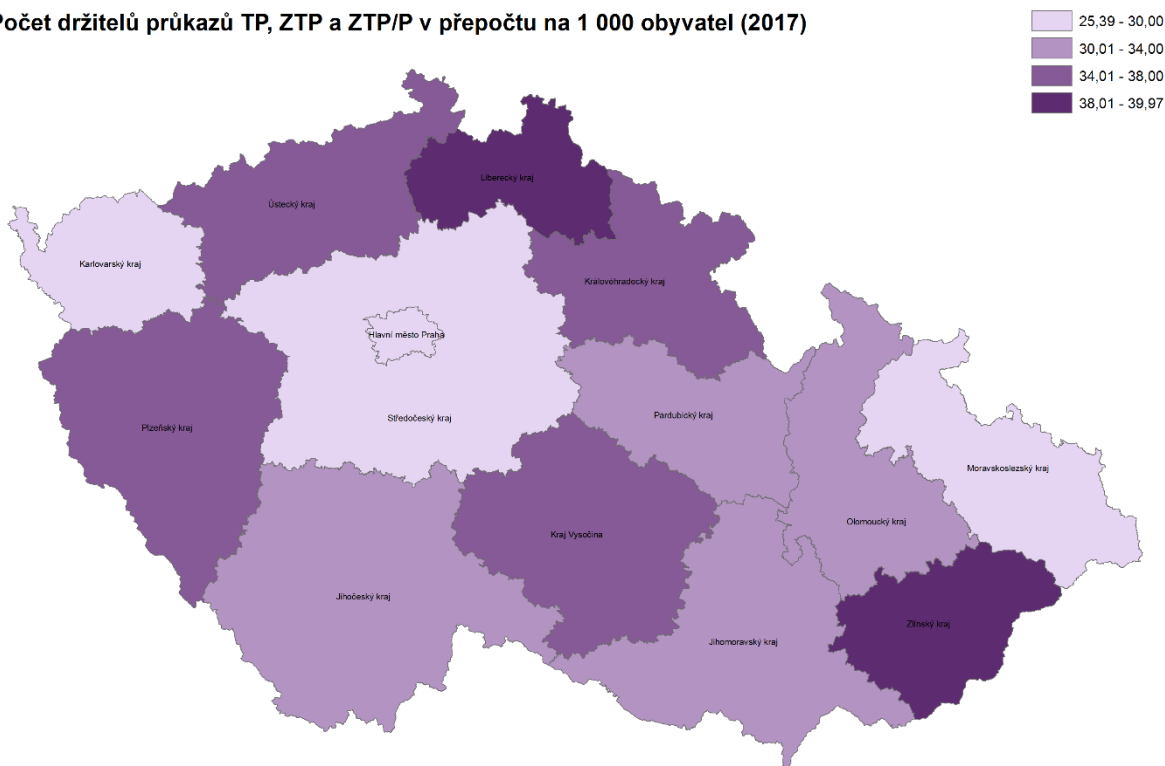 Počet držitelů průkazů TP, ZTP a ZTP/P v přepočtu na 1 000 obyvatel (2017)
25,39 - 30,00
30,01 - 34,00
34,01 - 38,00
38,01 - 39,97
Liberecký kraj
Ústecký kraj
Karlovarský kraj
Královéhradecký kraj
Hlavní město Praha
Středočeský kraj
Pardubický kraj
Plzeňský kraj
Moravskoslezský kraj
Olomoucký kraj
Kraj Vysočina
Jihočeský kraj
Zlínský kraj
Jihomoravský kraj